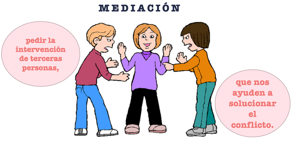 MEDIACIÓN
pedir la
intervención
de terceras
personas,
que nos
ayuden a
solucionar
el
conflicto.